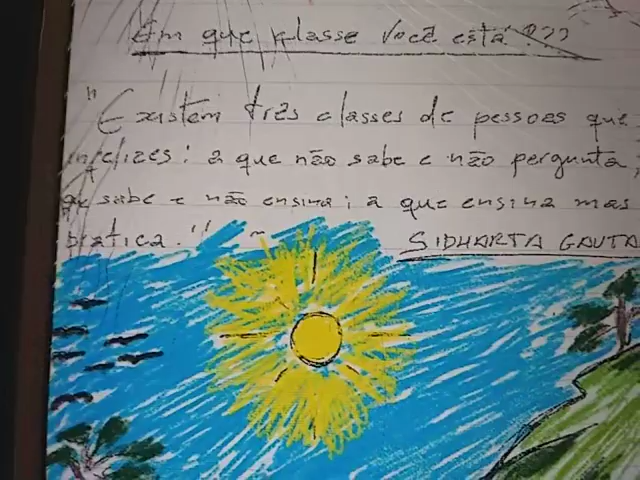 Em que classe você está???
"Existem três classes de pessoas que
infelizes: a que não sabe e não pergunta,
que sabe e não ensina; a que ensina mas
pratica."
SIDHARTA GAUTA